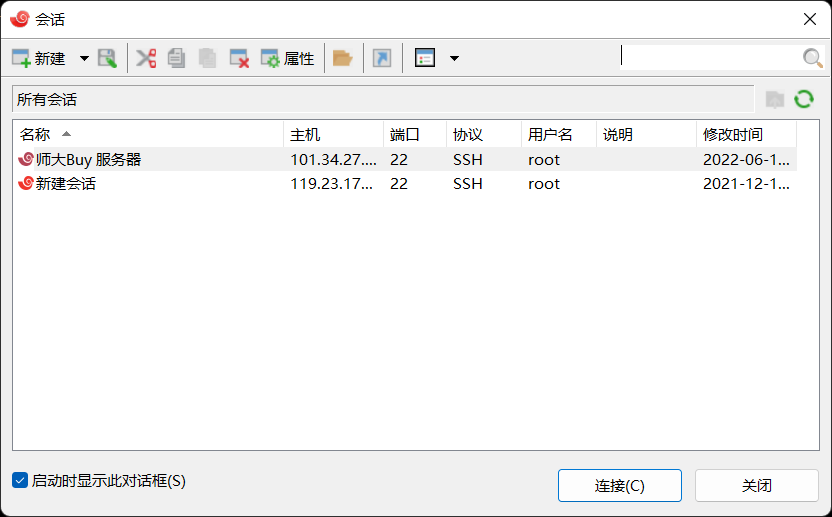 会话
新建 属性
所有会话
名称 主机 端口 协议 用户名 说明 修改时间
师大Buy 服务器 101.34.27.... 22 SSH root 2022-06-1...
新建会话 119.23.17... 22 SSH root 2021-12-1...
启动时显示此对话框(S) 连接(C) 关闭